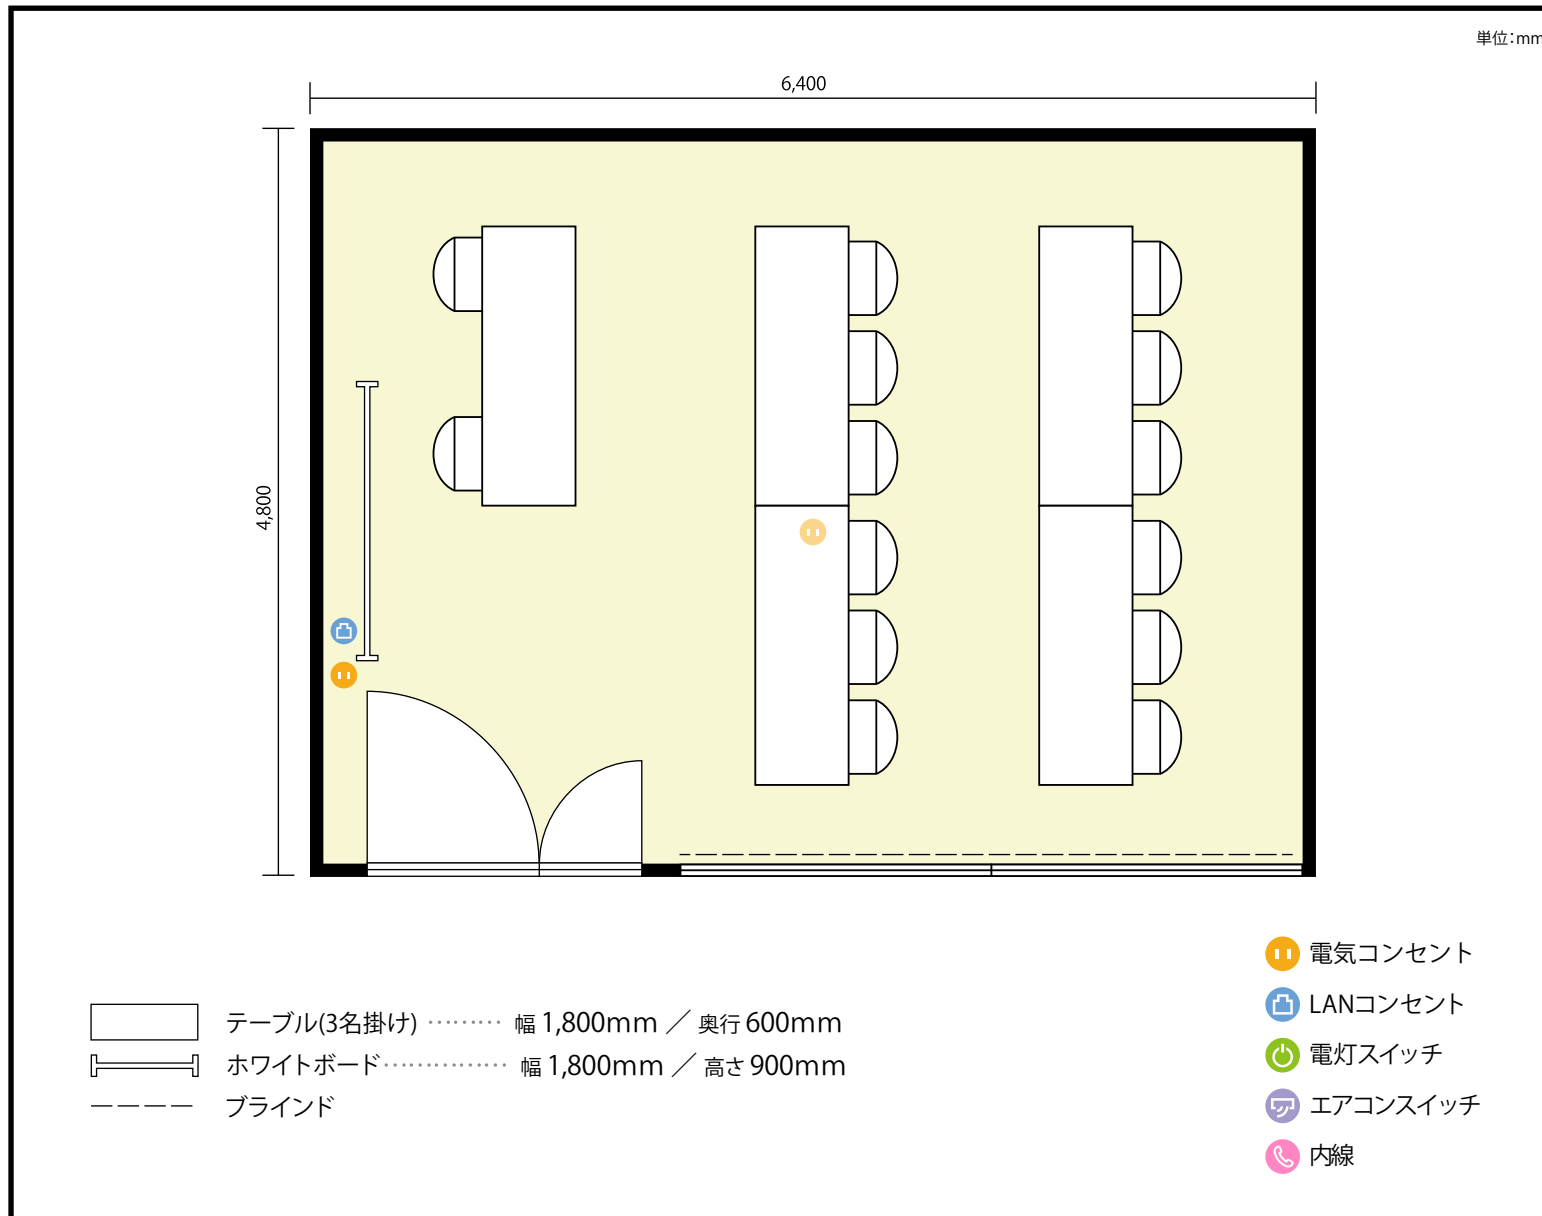 単位:mm
6,400
4,800
テーブル(3名掛け) ········· 幅 1,800mm ／ 奥行 600mm
ホワイトボード··············· 幅 1,800mm ／ 高さ 900mm
ブラインド
電気コンセント
LANコンセント
電灯スイッチ
エアコンスイッチ
内線